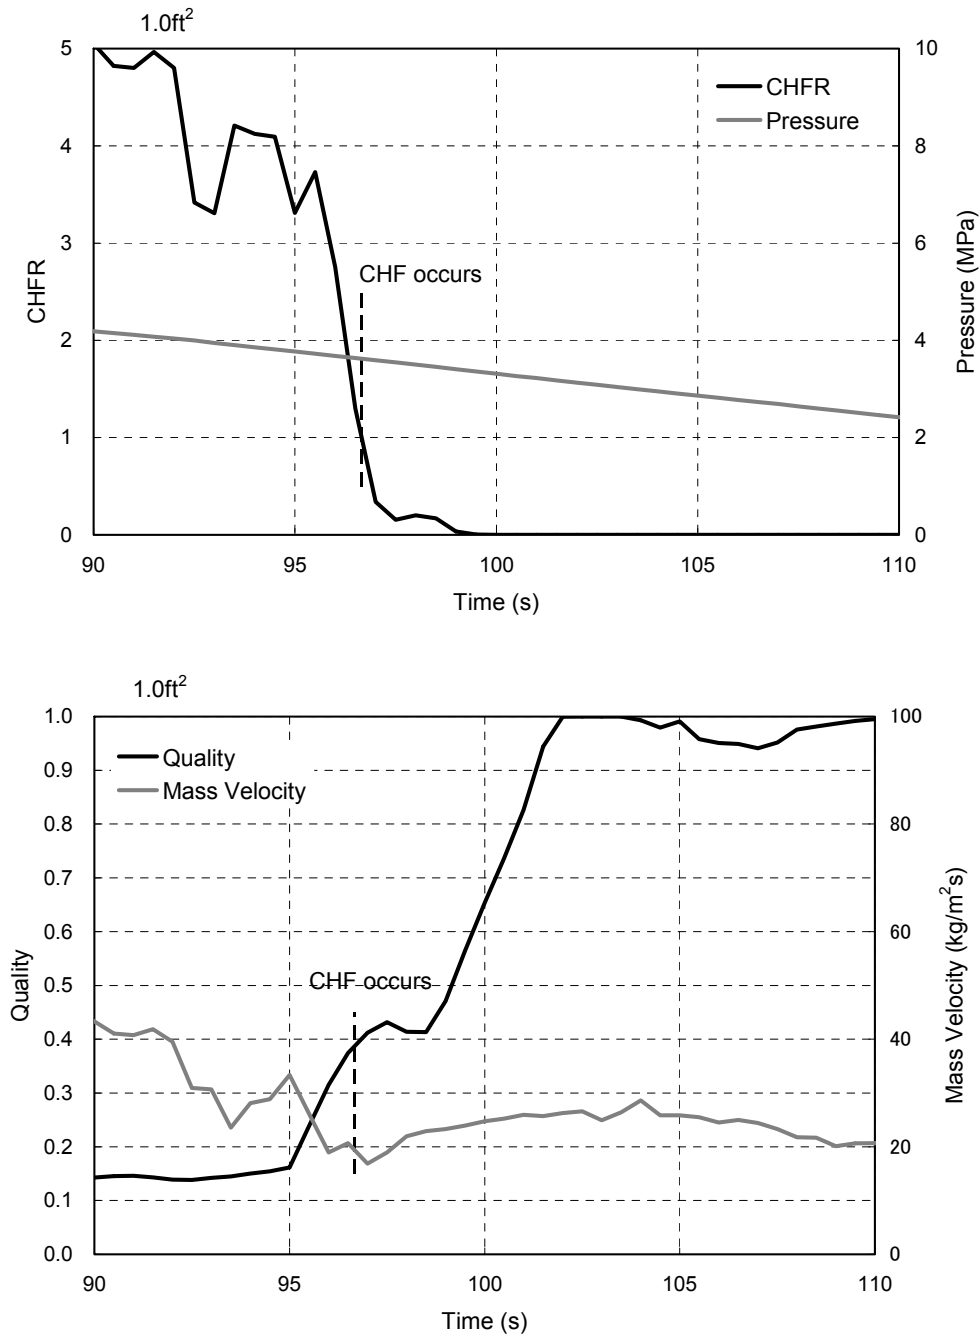 1.0ft²
5
4
3
2
1
0
CHFR
10
8
6
4
2
0
Pressure (MPa)
CHFR
Pressure
CHF occurs
90
95
100
105
110
Time (s)
1.0ft²
1.0
0.9
0.8
0.7
0.6
0.5
0.4
0.3
0.2
0.1
0.0
Quality
100
80
60
40
20
0
Mass Velocity (kg/m²s)
Quality
Mass Velocity
CHF occurs
90
95
100
105
110
Time (s)